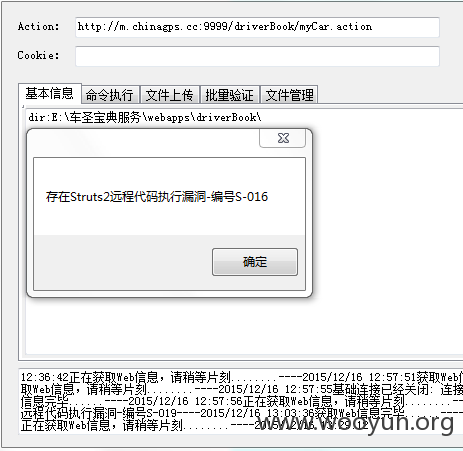 Action: http://m.chinagps.cc:9999/driverBook/myCar.action
Cookie:
基本信息 命令执行 文件上传 批量验证 文件管理
dir:E:\车圣宝典服务\webapps\driverBook\
存在Struts2远程代码执行漏洞-编号S-016
确定
12:36:42正在获取Web信息，请稍等片刻........----2015/12/16 12:57:51获取Web信
取Web信息，请稍等片刻........----2015/12/16 12:57:55基础连接已经关闭: 连接
信息完毕......----2015/12/16 12:57:56正在获取Web信息，请稍等片刻........
远程代码执行漏洞-编号S-019----2015/12/16 13:03:36获取Web信息完毕
正在获取Web信息，请稍等片刻........----2015/12/16
www.wooyun.org